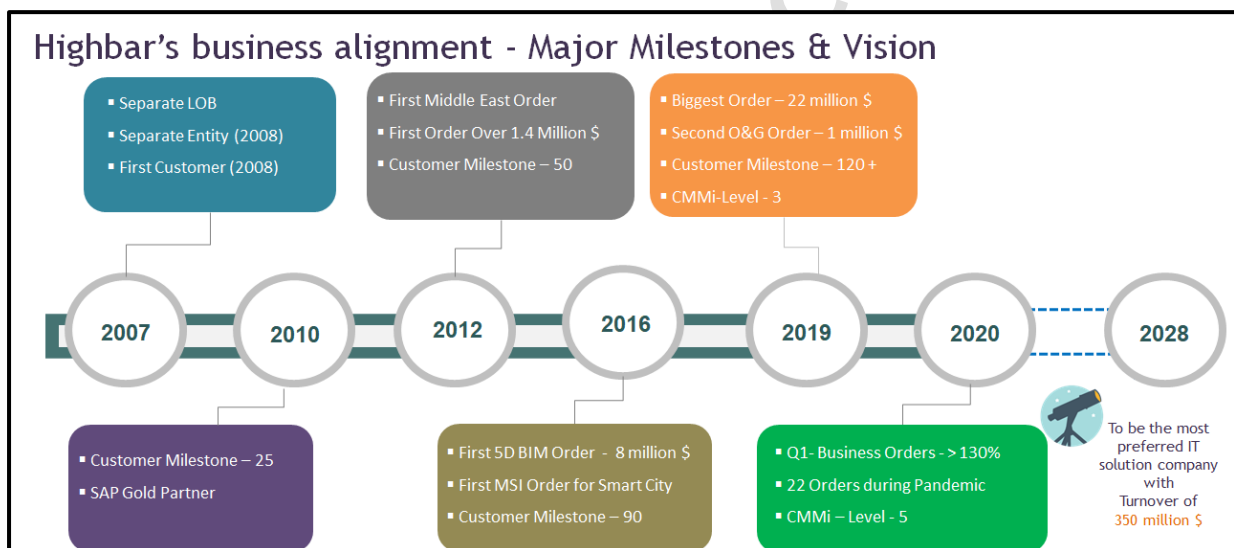 Highbar's business alignment - Major Milestones & Vision
▪ Separate LOB
▪ Separate Entity (2008)
▪ First Customer (2008)
▪ First Middle East Order
▪ First Order Over 1.4 Million $
▪ Customer Milestone – 50
▪ Biggest Order – 22 million $
▪ Second O&G Order – 1 million $
▪ Customer Milestone – 120 +
▪ CMMi-Level - 3
2007
2010
2012
2016
2019
2020
2028
▪ Customer Milestone – 25
▪ SAP Gold Partner
▪ First 5D BIM Order - 8 million $
▪ First MSI Order for Smart City
▪ Customer Milestone – 90
▪ Q1- Business Orders - > 130%
▪ 22 Orders during Pandemic
▪ CMMi – Level - 5
To be the most
preferred IT
solution company
with
Turnover of
350 million $